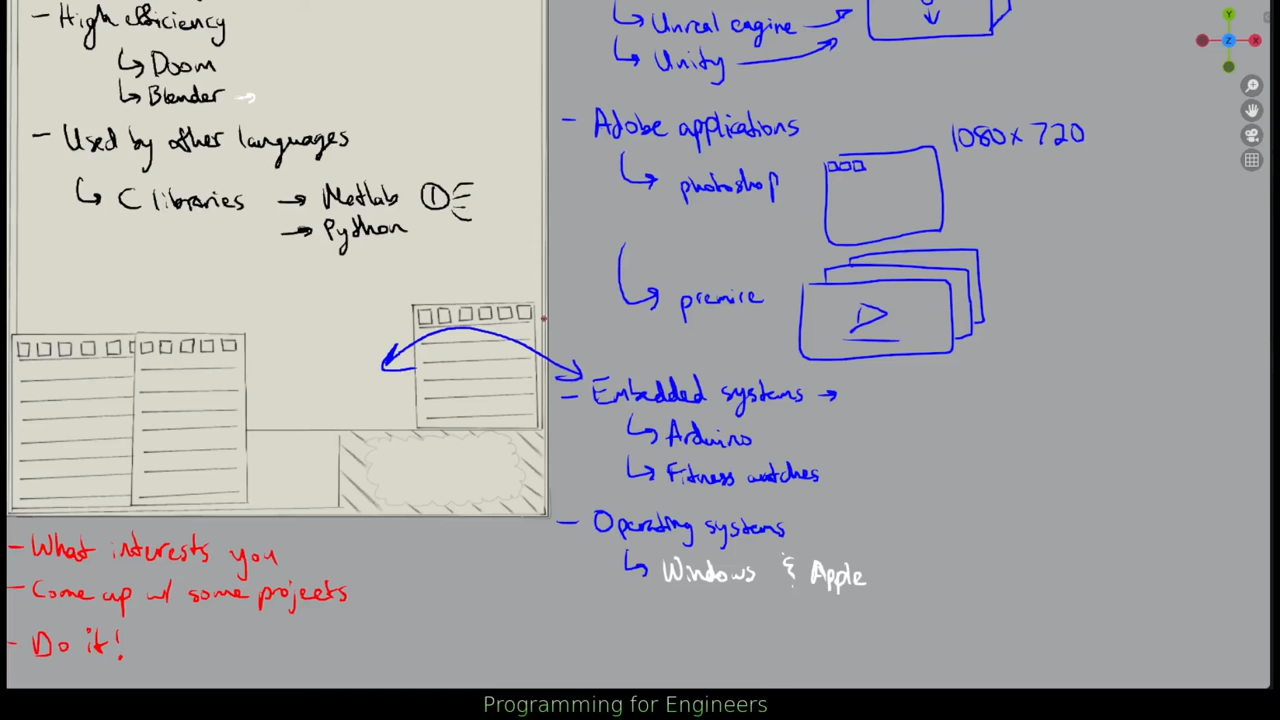 - High efficiency
↳ Doom
↳ Blender →
- Used by other languages
↳ C libraries → Matlab ①
→ Python
- What interests you
- Come up w/ some projects
- Do it!
↳ Unreal engine
↳ Unity
- Adobe applications
↳ photoshop
1080x 720
↳ premire
- Embedded systems →
↳ Arduino
↳ Fitness watches
- Operating systems
↳ Windows & Apple
Y
Z
X
Programming for Engineers